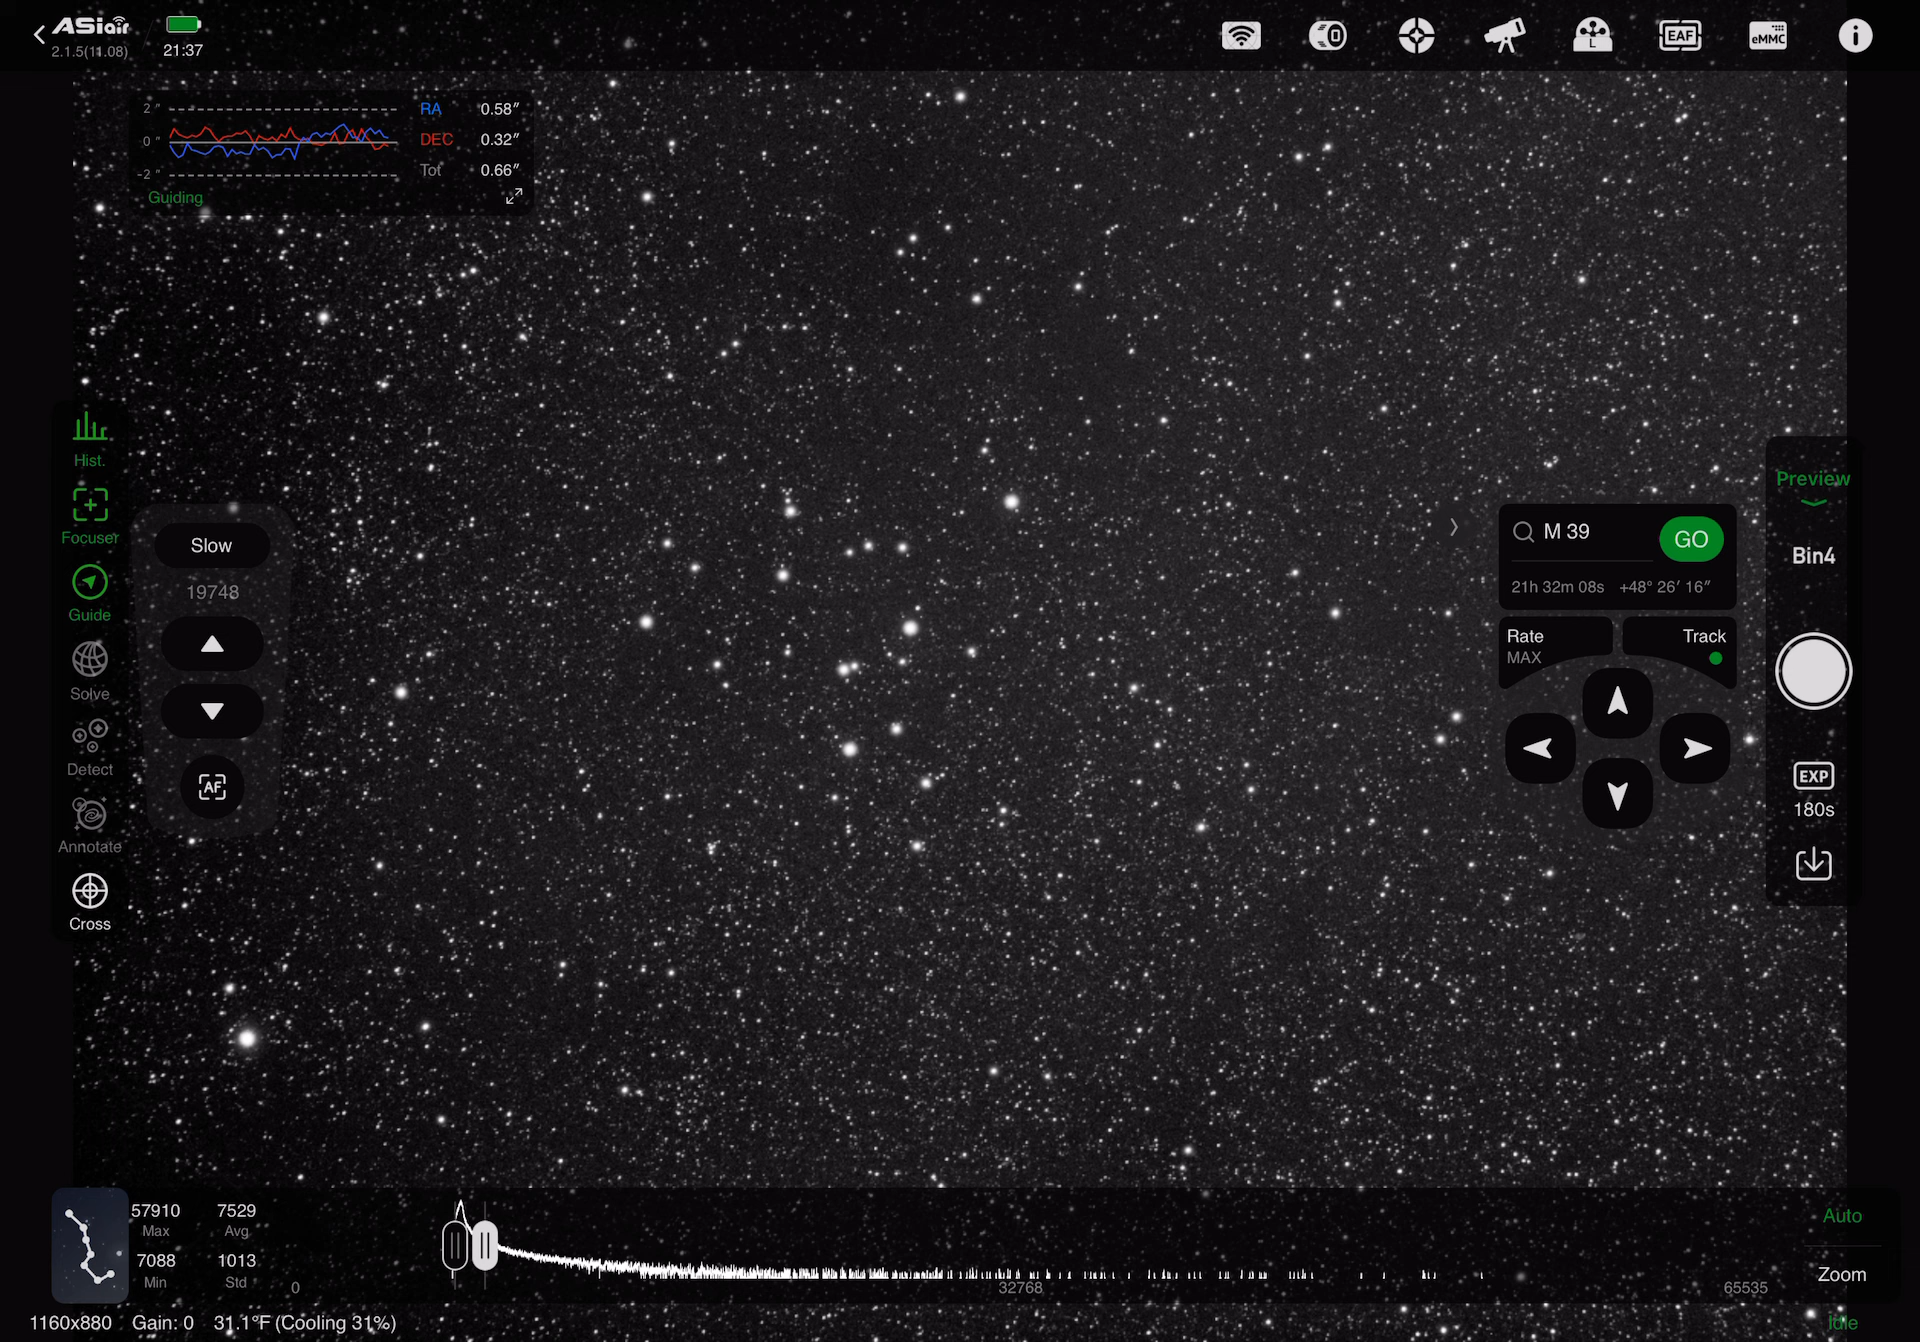 ASiair
2.1.5(11.08)
21:37
L
EAF
eMMC
2 "
0 "
-2 "
RA 0.58″
DEC 0.32″
Tot 0.66″
Guiding
Hist.
Focuser
Guide
Solve
Detect
Annotate
Cross
Slow
19748
AF
M 39
GO
21h 32m 08s +48° 26′ 16″
Rate
MAX
Track
Preview
Bin4
EXP
180s
57910
Max
7529
Avg
7088
Min
1013
Std
0
32768
65535
Auto
Zoom
1160x880 Gain: 0 31.1°F (Cooling 31%)
Idle